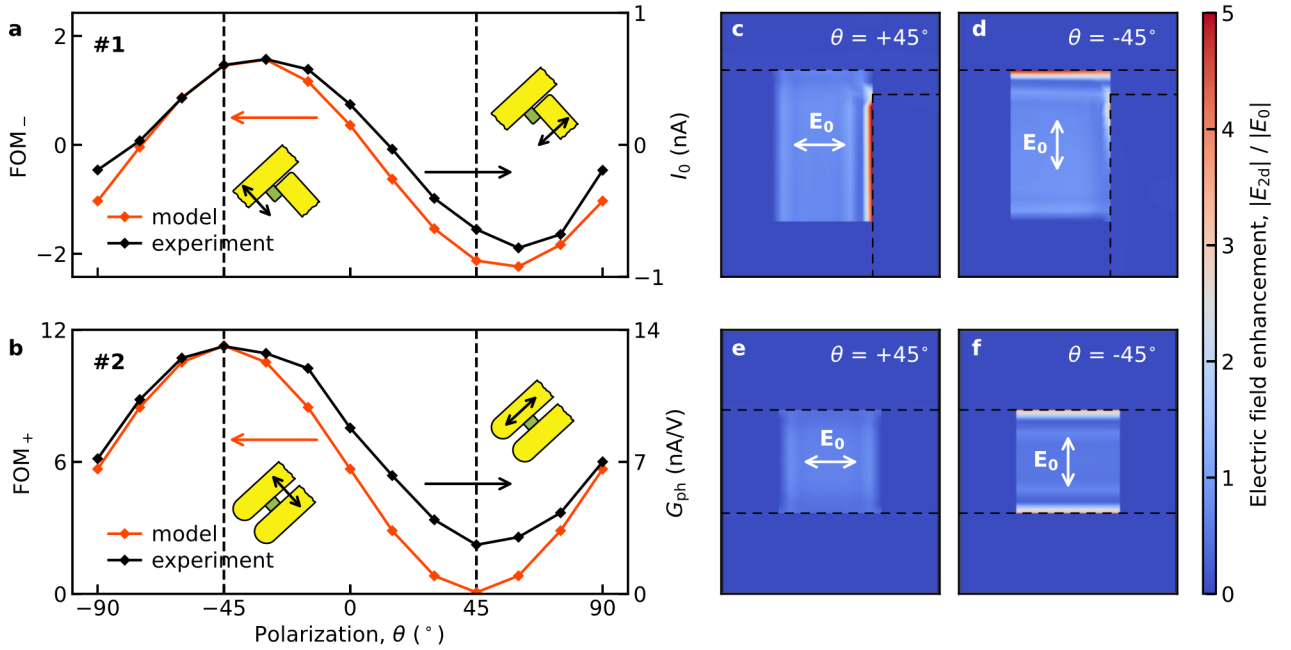 a
#1
FOM−
2
0
−2
1
0
−1
I0 (nA)
model
experiment
b
#2
FOM+
12
6
0
14
7
0
Gph (nA/V)
model
experiment
−90
−45
0
45
90
Polarization, θ (°)
c
θ = +45°
E0
d
θ = -45°
E0
e
θ = +45°
E0
f
θ = -45°
E0
5
4
3
2
1
0
Electric field enhancement, |E2d| / |E0|